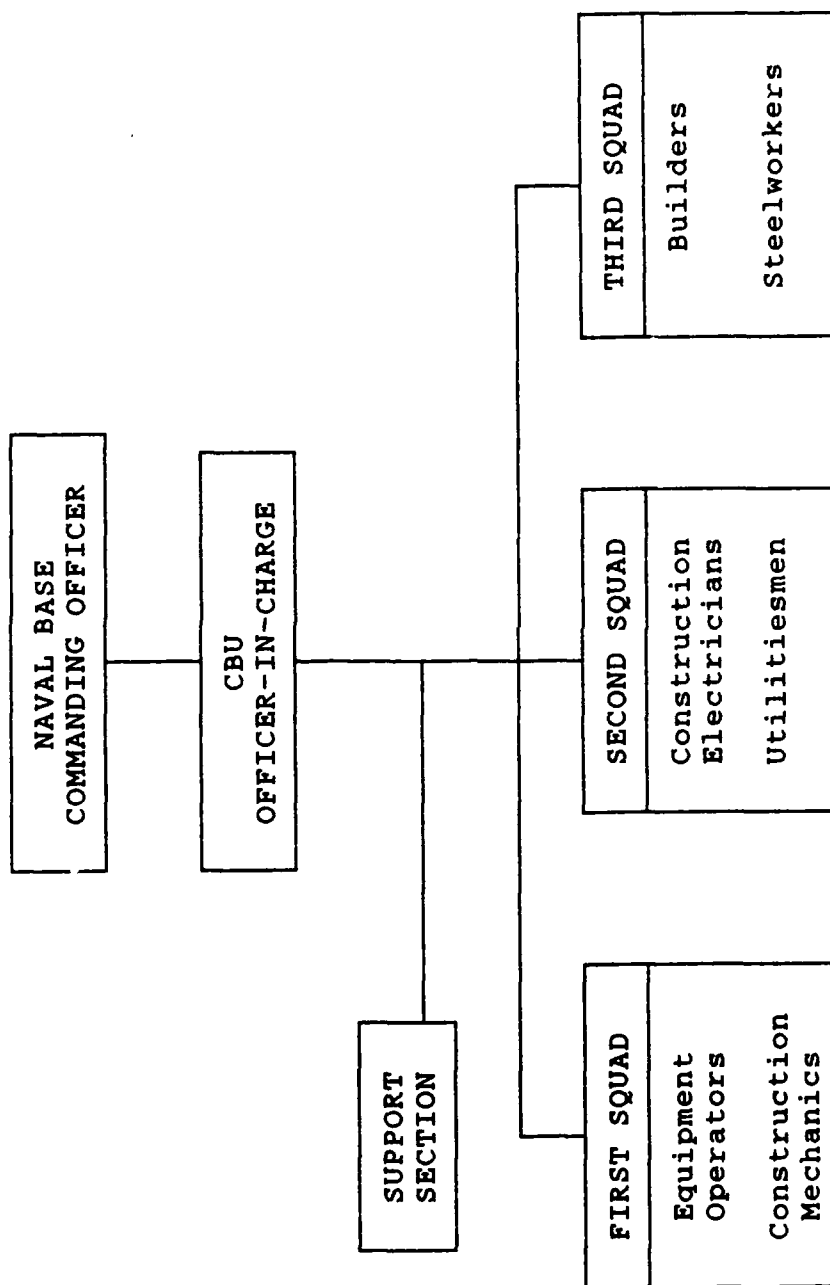 NAVAL BASE
COMMANDING OFFICER
CBU
OFFICER-IN-CHARGE
SUPPORT
SECTION
FIRST SQUAD
Equipment
Operators
Construction
Mechanics
SECOND SQUAD
Construction
Electricians
Utilitiesmen
THIRD SQUAD
Builders
Steelworkers